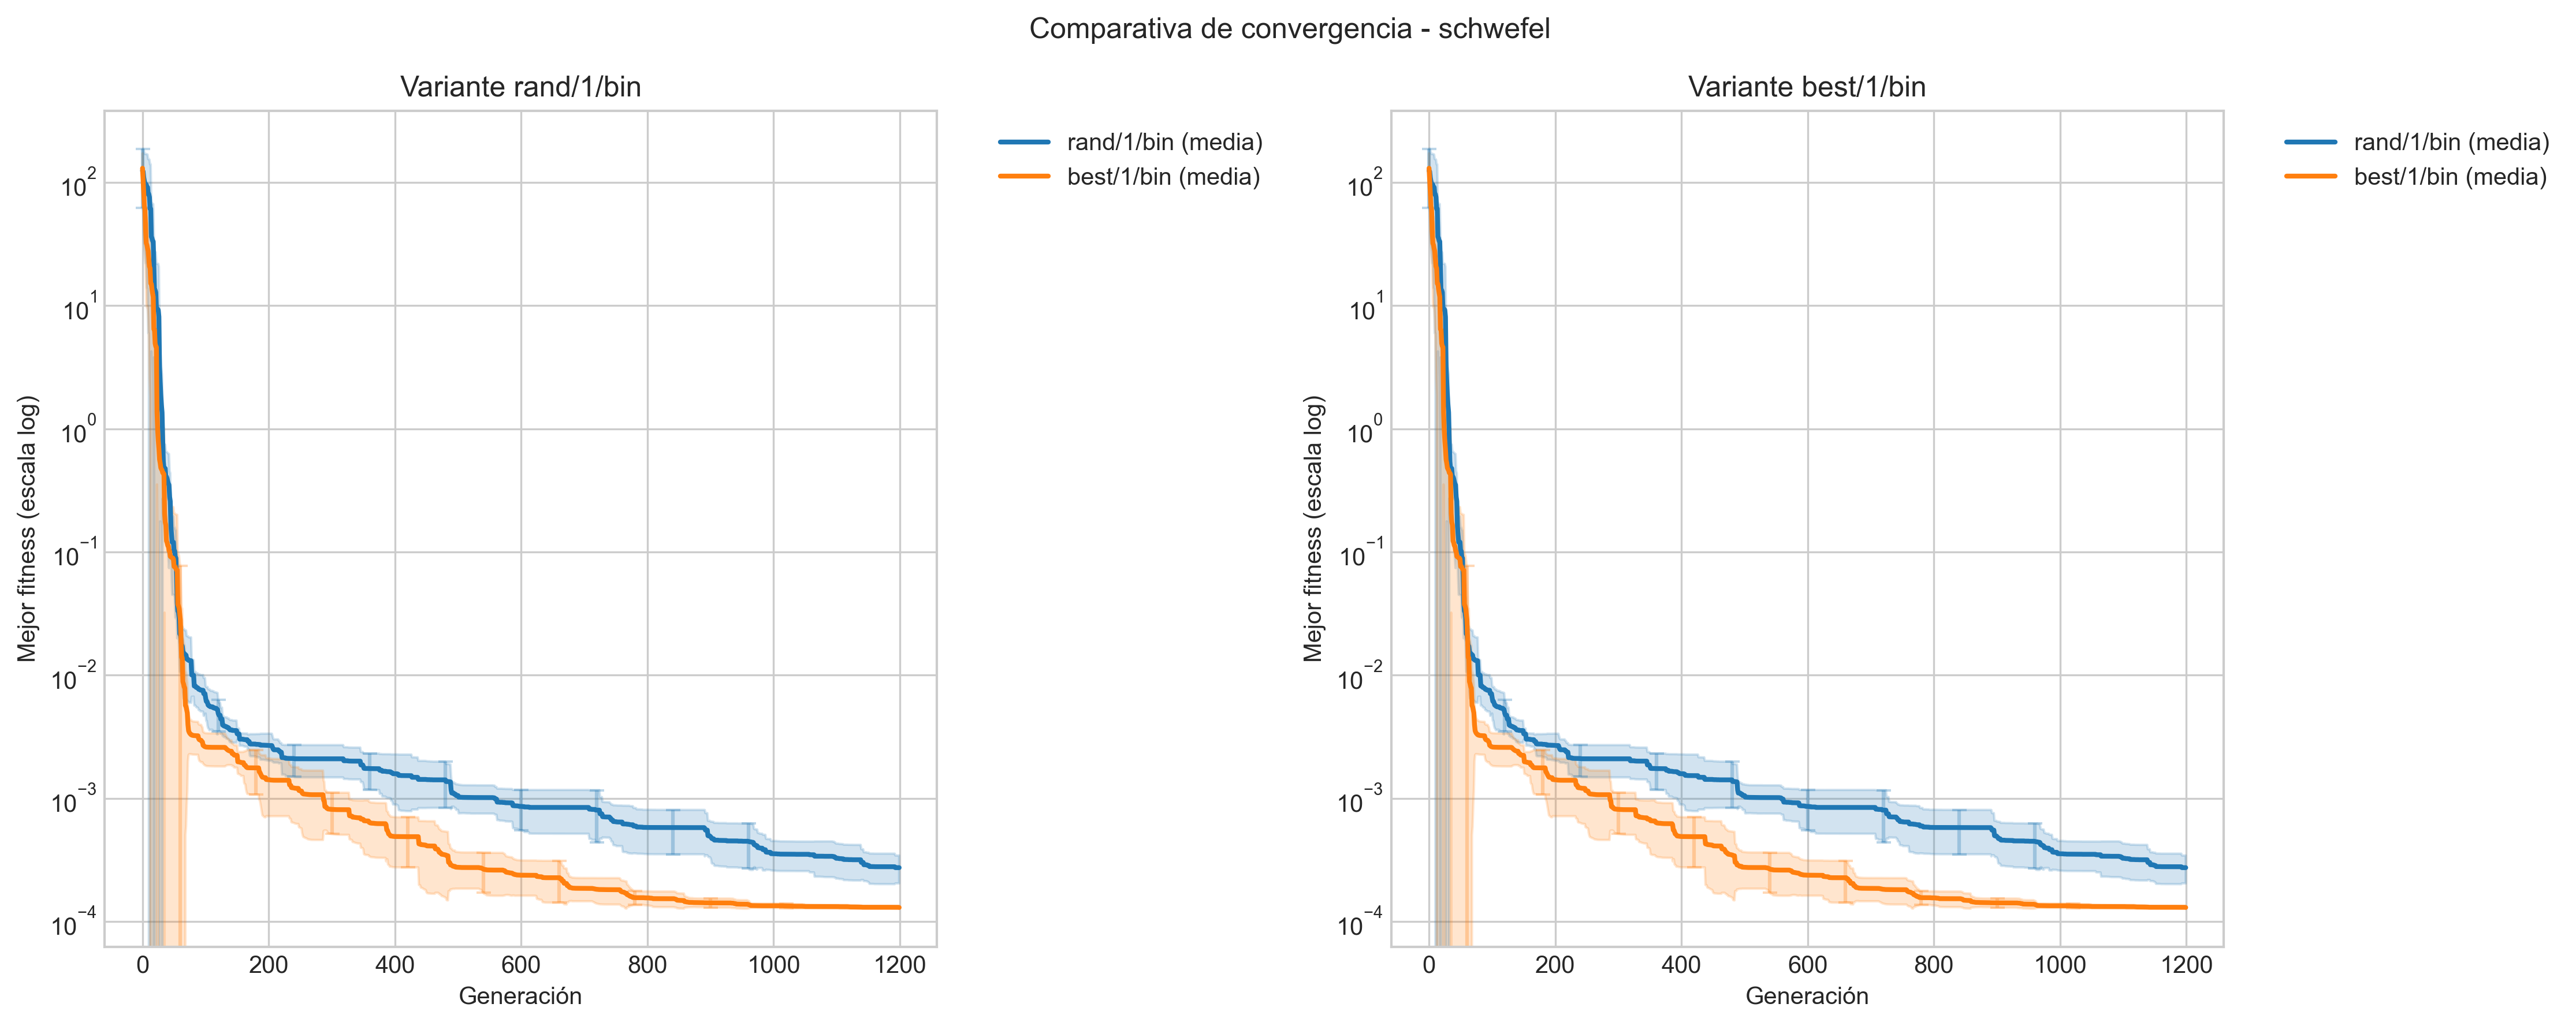 Comparativa de convergencia - schwefel
Variante rand/1/bin
Mejor fitness (escala log)
10^2
10^1
10^0
10^−1
10^−2
10^−3
10^−4
0 200 400 600 800 1000 1200
Generación
rand/1/bin (media)
best/1/bin (media)
Variante best/1/bin
Mejor fitness (escala log)
10^2
10^1
10^0
10^−1
10^−2
10^−3
10^−4
0 200 400 600 800 1000 1200
Generación
rand/1/bin (media)
best/1/bin (media)